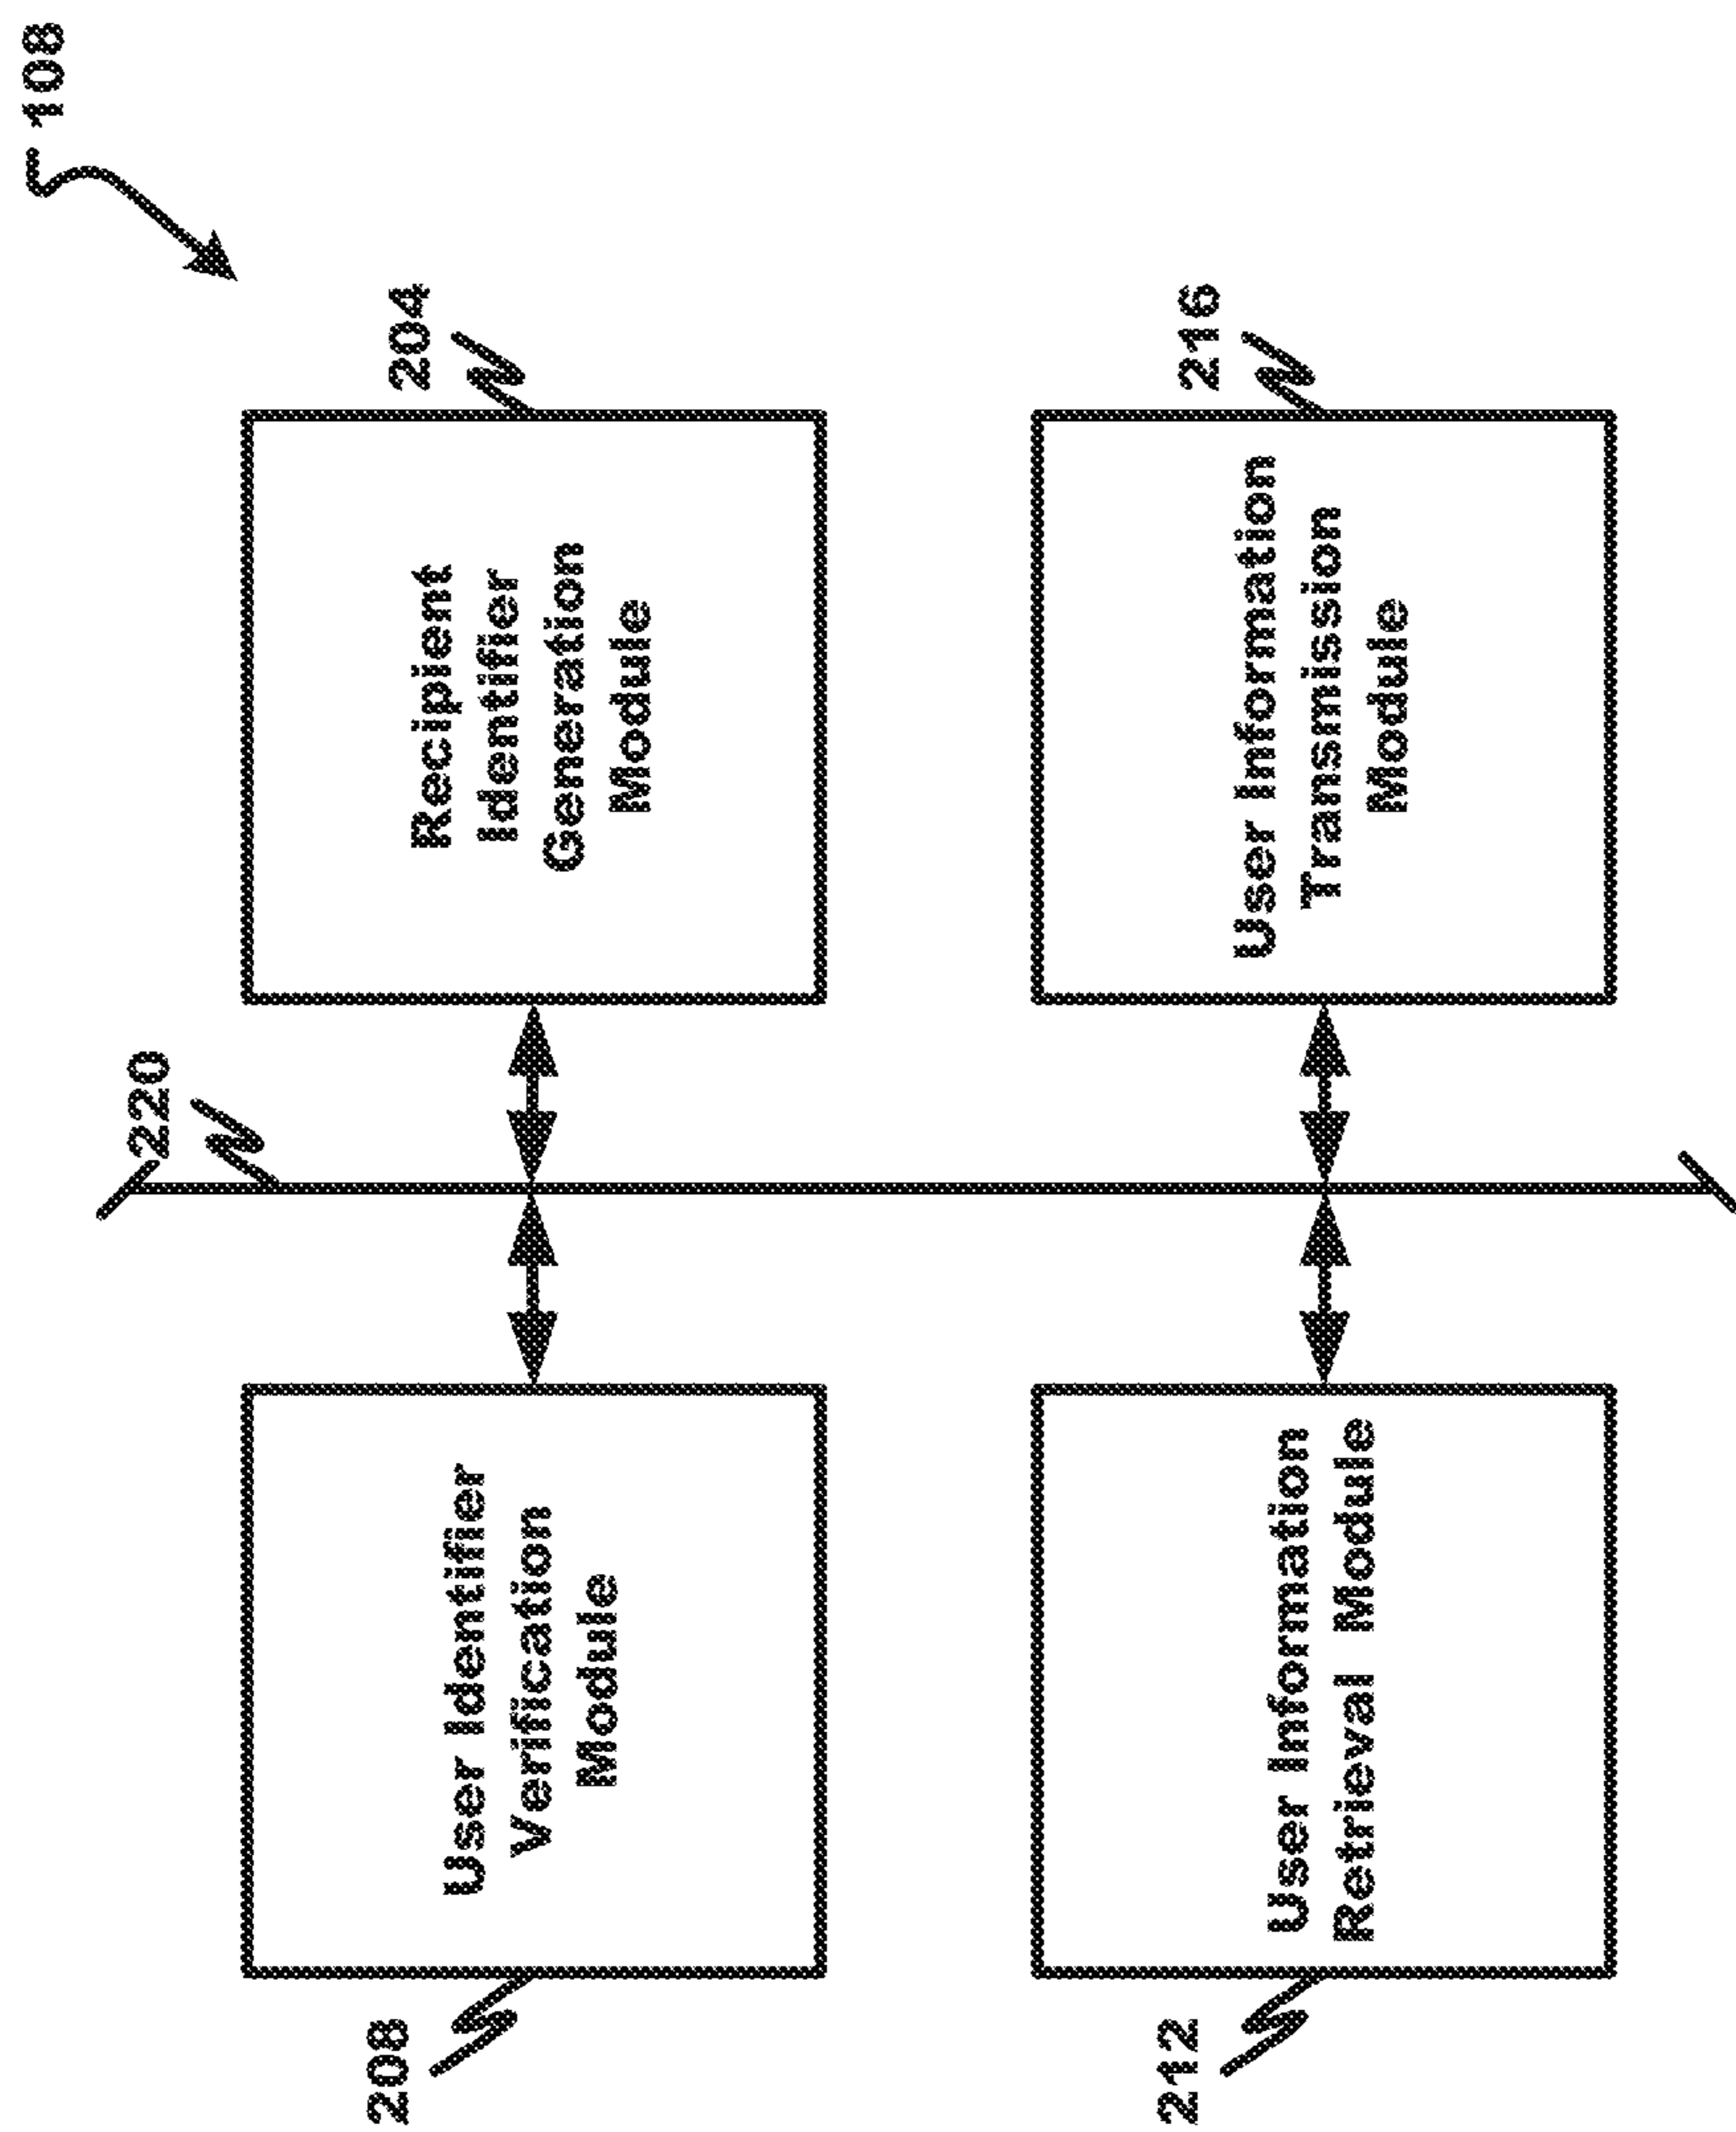 108
220
208
User Identifier
Verification
Module
204
Recipient
Identifier
Generation
Module
212
User Information
Retrieval Module
216
User Information
Transmission
Module